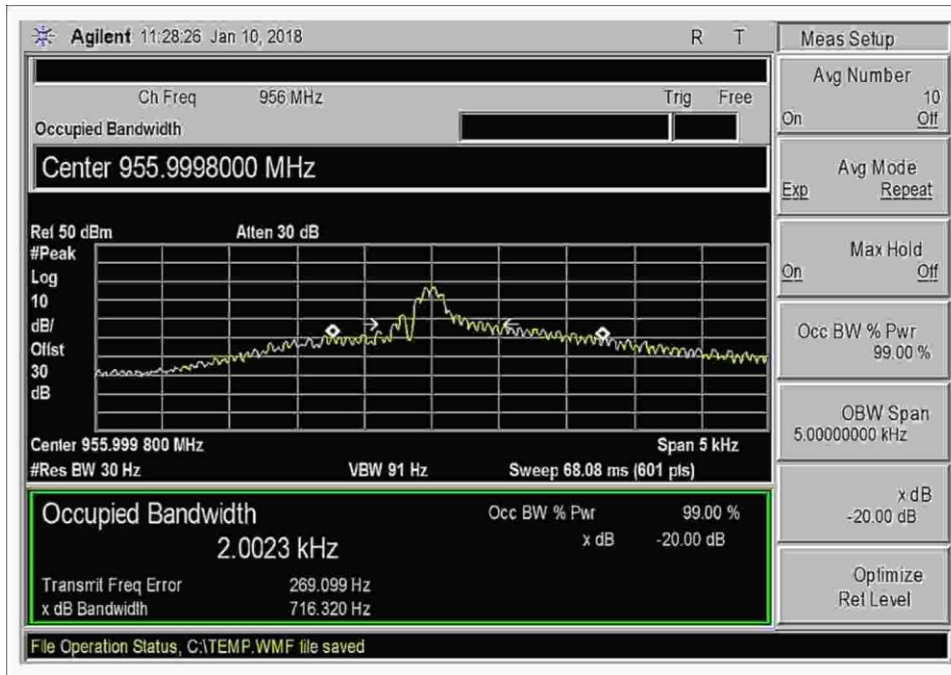 Agilent 11:28:26 Jan 10, 2018 R T
Ch Freq 956 MHz Trig Free
Occupied Bandwidth
Center 955.9998000 MHz
Ref 50 dBm Atten 30 dB
#Peak
Log
10
dB/
Offst
30
dB
Center 955.999 800 MHz Span 5 kHz
#Res BW 30 Hz VBW 91 Hz Sweep 68.08 ms (601 pts)
Occupied Bandwidth Occ BW % Pwr 99.00 %
2.0023 kHz x dB -20.00 dB
Transmit Freq Error 269.099 Hz
x dB Bandwidth 716.320 Hz
File Operation Status, C:\TEMP.WMF file saved
Meas Setup
Avg Number
10
On Off
Avg Mode
Exp Repeat
Max Hold
On Off
Occ BW % Pwr
99.00 %
OBW Span
5.00000000 kHz
x dB
-20.00 dB
Optimize
Ref Level